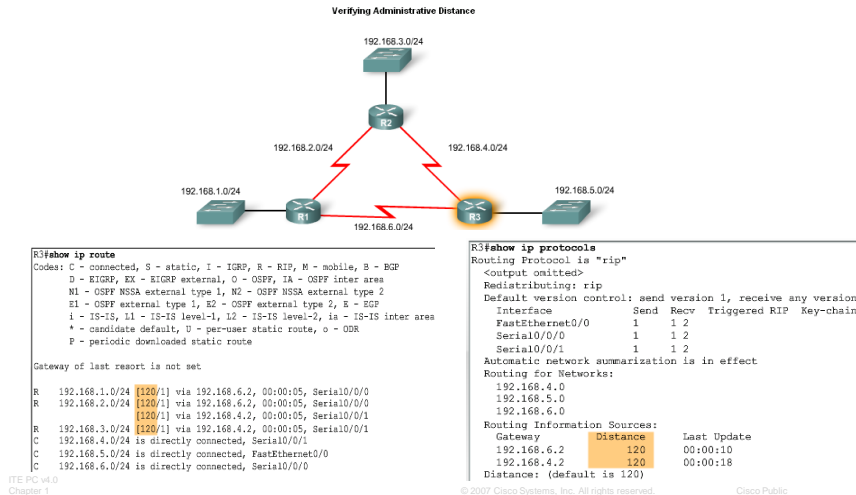 Verifying Administrative Distance
192.168.3.0/24
R2
192.168.2.0/24
192.168.4.0/24
192.168.1.0/24
192.168.5.0/24
R1
R3
192.168.6.0/24
R3#show ip route
Codes: C - connected, S - static, I - IGRP, R - RIP, M - mobile, B - BGP
D - EIGRP, EX - EIGRP external, O - OSPF, IA - OSPF inter area
N1 - OSPF NSSA external type 1, N2 - OSPF NSSA external type 2
E1 - OSPF external type 1, E2 - OSPF external type 2, E - EGP
i - IS-IS, L1 - IS-IS level-1, L2 - IS-IS level-2, ia - IS-IS inter area
* - candidate default, U - per-user static route, o - ODR
P - periodic downloaded static route
Gateway of last resort is not set
R 192.168.1.0/24 [120/1] via 192.168.6.2, 00:00:05, Serial0/0/0
R 192.168.2.0/24 [120/1] via 192.168.6.2, 00:00:05, Serial0/0/0
[120/1] via 192.168.4.2, 00:00:05, Serial0/0/1
R 192.168.3.0/24 [120/1] via 192.168.4.2, 00:00:05, Serial0/0/1
C 192.168.4.0/24 is directly connected, Serial0/0/1
C 192.168.5.0/24 is directly connected, FastEthernet0/0
C 192.168.6.0/24 is directly connected, Serial0/0/0
R3#show ip protocols
Routing Protocol is "rip"
<output omitted>
Redistributing: rip
Default version control: send version 1, receive any version
Interface Send Recv Triggered RIP Key-chain
FastEthernet0/0 1 1 2
Serial0/0/0 1 1 2
Serial0/0/1 1 1 2
Automatic network summarization is in effect
Routing for Networks:
192.168.4.0
192.168.5.0
192.168.6.0
Routing Information Sources:
Gateway Distance Last Update
192.168.6.2 120 00:00:10
192.168.4.2 120 00:00:18
Distance: (default is 120)
ITE PC v4.0
Chapter 1
© 2007 Cisco Systems, Inc. All rights reserved.
Cisco Public